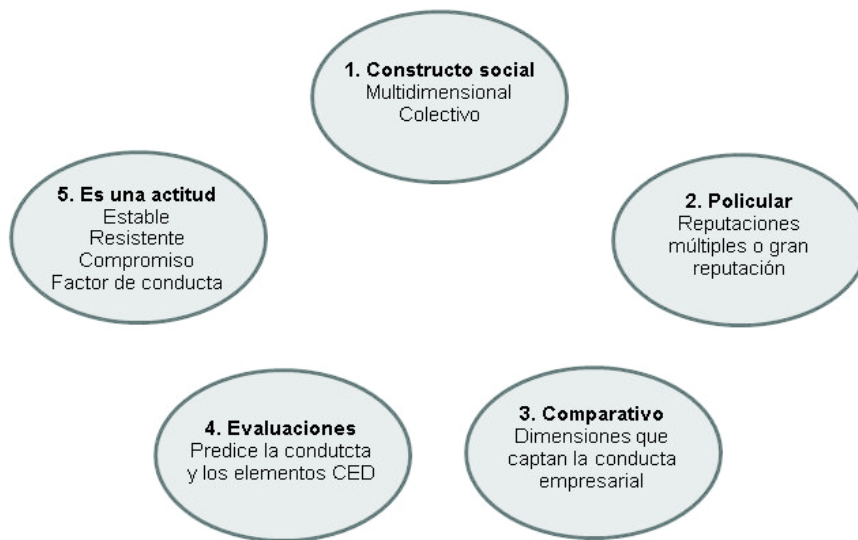 1. Constructo social
Multidimensional
Colectivo
2. Policular
Reputaciones
múltiples o gran
reputación
3. Comparativo
Dimensiones que
captan la conducta
empresarial
4. Evaluaciones
Predice la condutcta
y los elementos CED
5. Es una actitud
Estable
Resistente
Compromiso
Factor de conducta